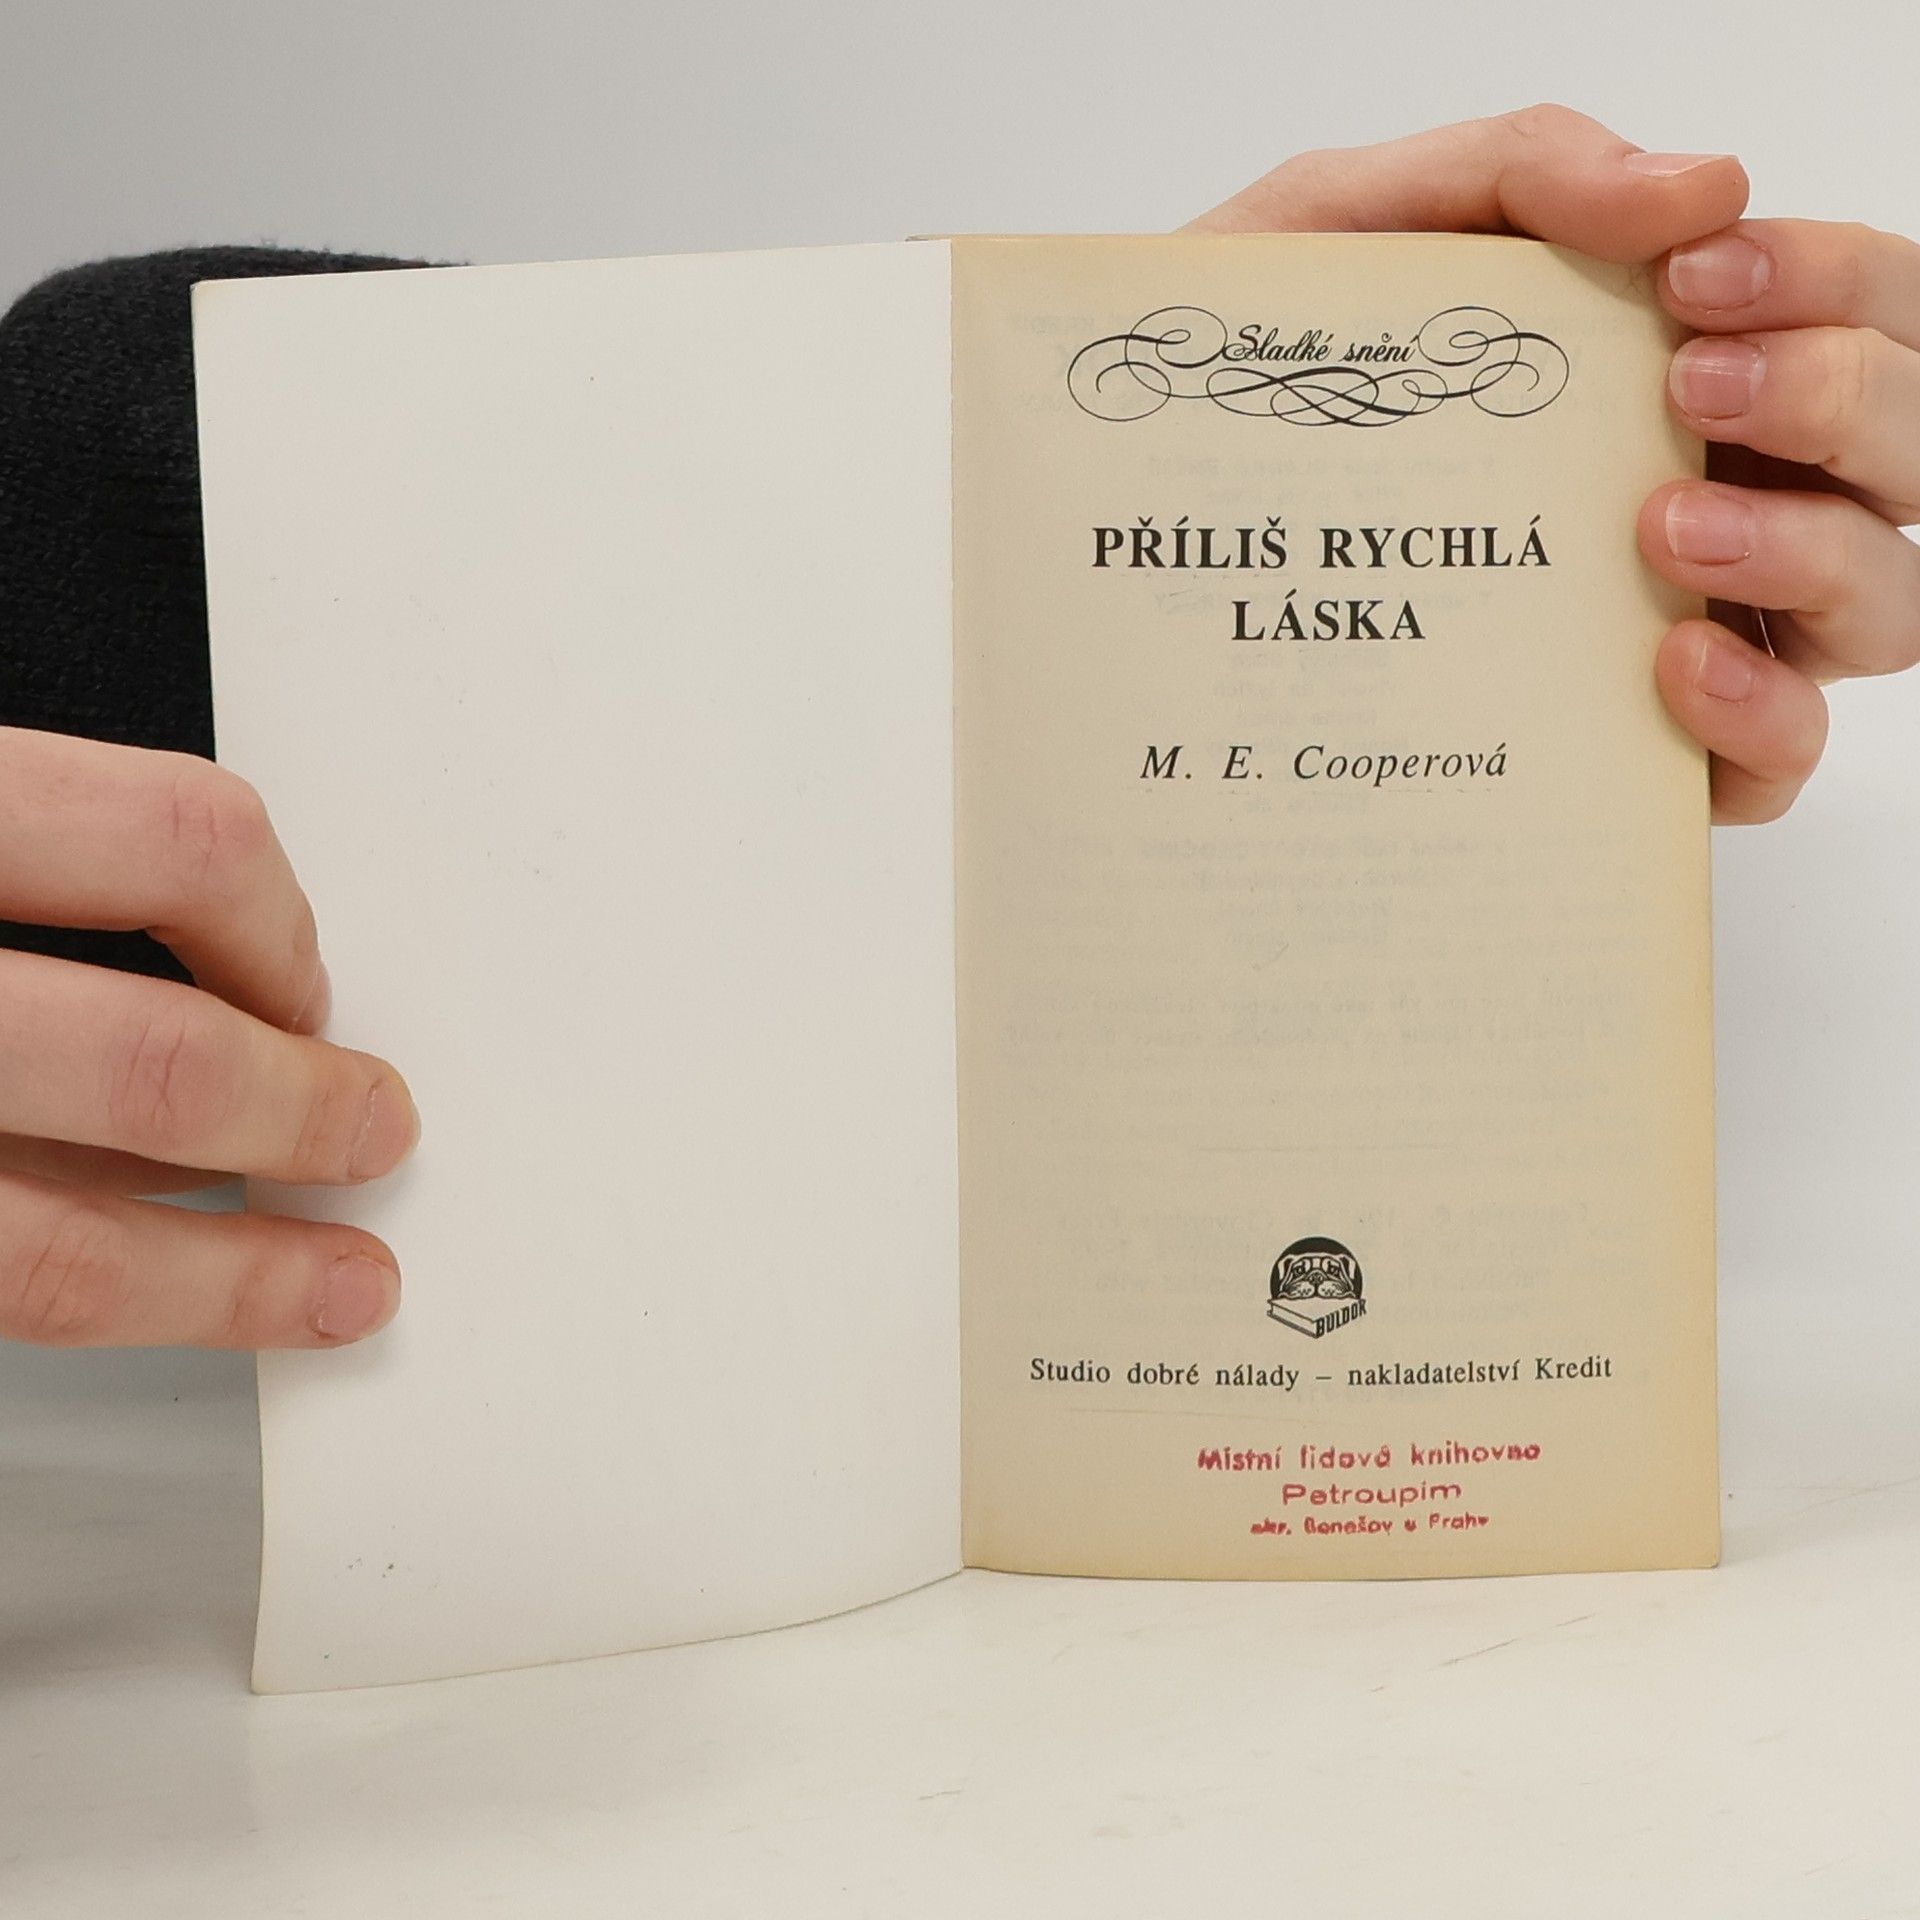 Sladké snění
PŘÍLIŠ RYCHLÁ
LÁSKA
M. E. Cooperová
BULDOK
Studio dobré nálady – nakladatelství Kredit
Místní lidová knihovna
Petroupim
okr. Benešov u Prahy